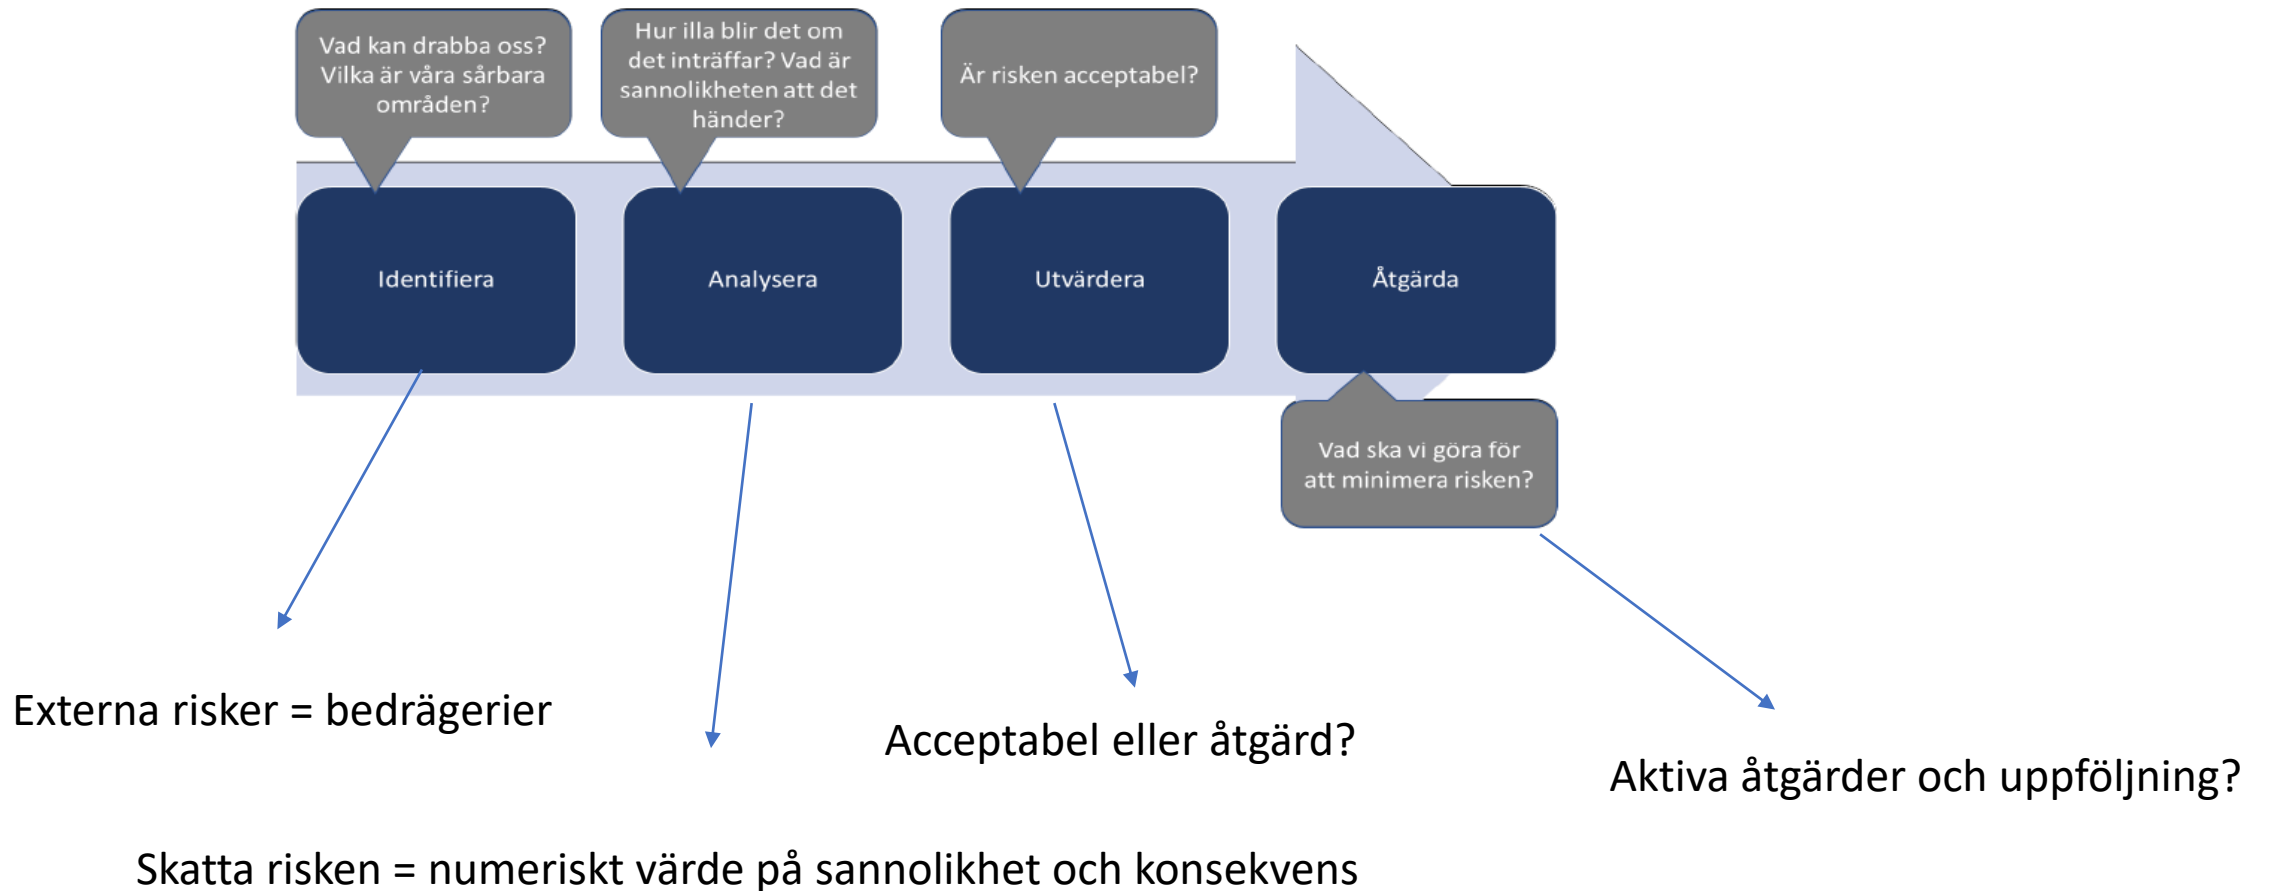 Vad kan drabba oss?
Vilka är våra sårbara
områden?
Hur illa blir det om
det inträffar? Vad är
sannolikheten att det
händer?
Är risken acceptabel?
Identifiera
Analysera
Utvärdera
Åtgärda
Vad ska vi göra för
att minimera risken?
Externa risker = bedrägerier
Acceptabel eller åtgärd?
Aktiva åtgärder och uppföljning?
Skatta risken = numeriskt värde på sannolikhet och konsekvens